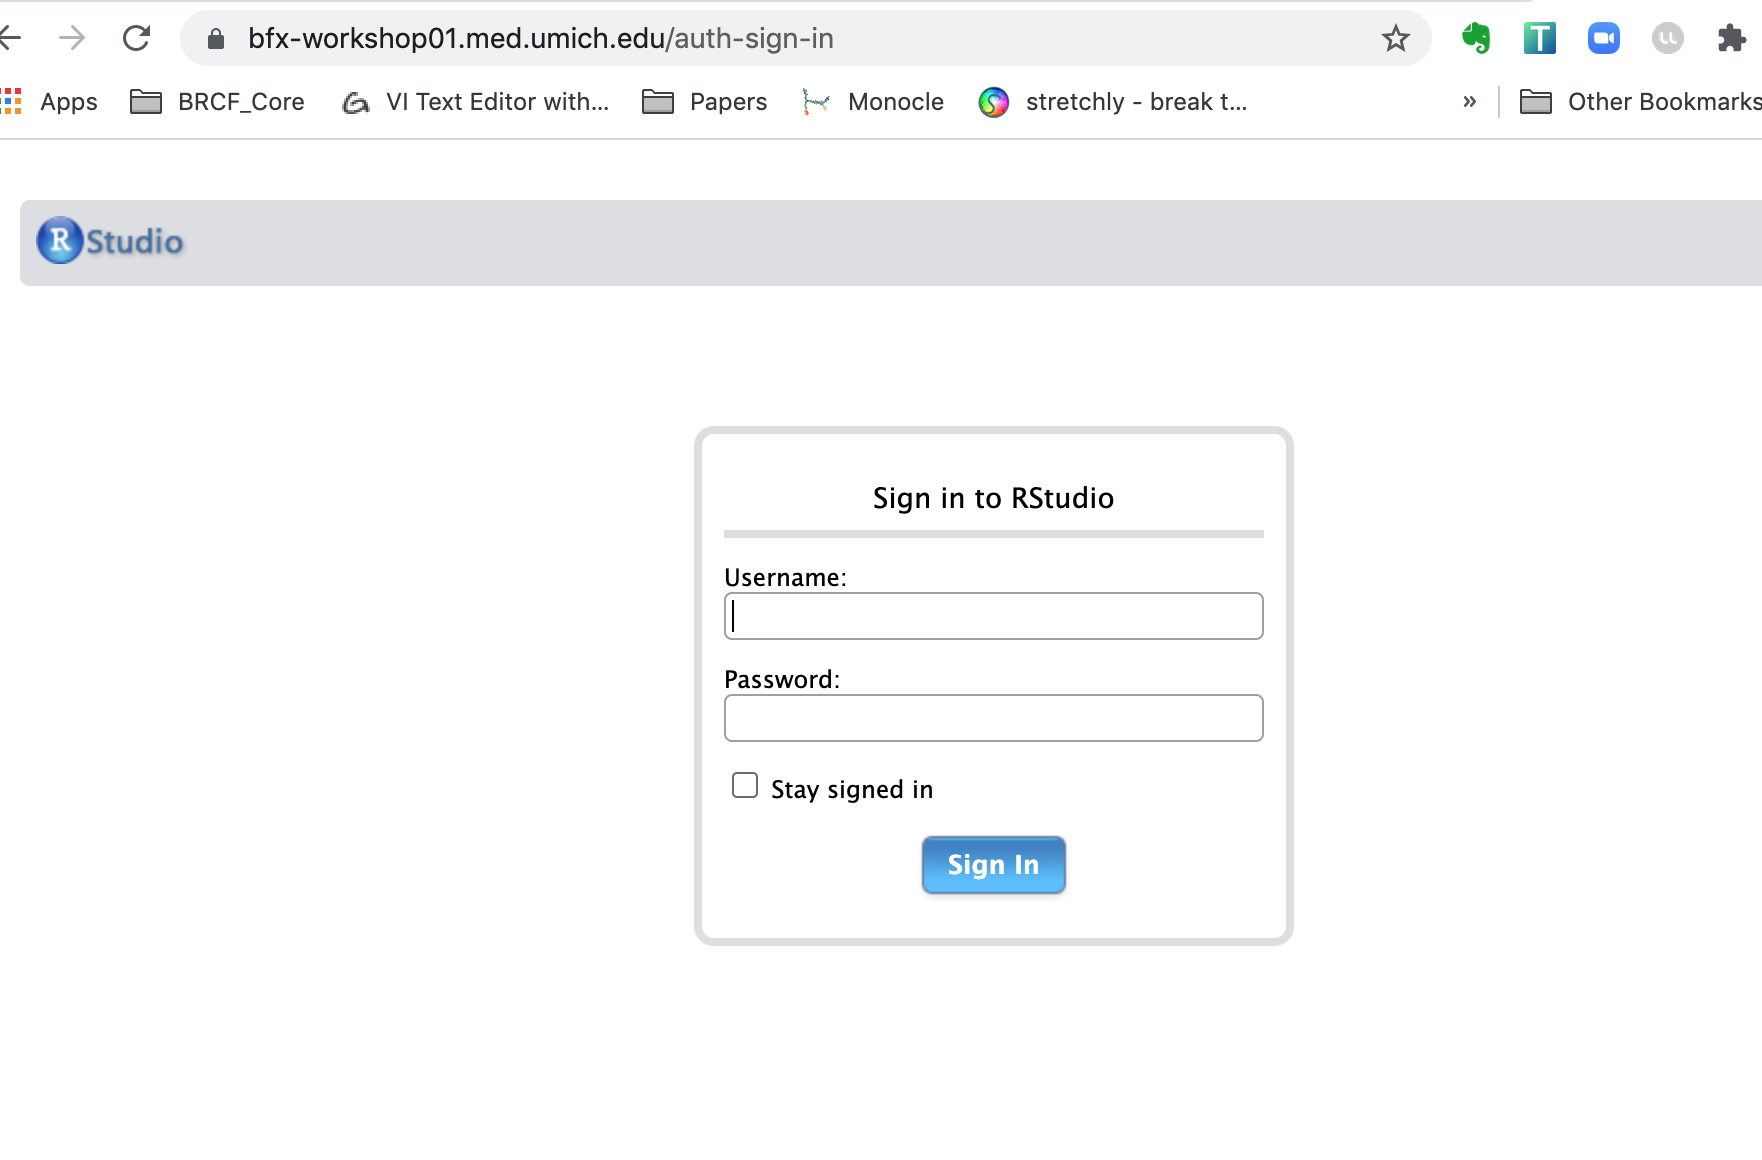 bfx-workshop01.med.umich.edu/auth-sign-in
Apps BRCF_Core VI Text Editor with... Papers Monocle stretchly - break t... » Other Bookmarks
R Studio
Sign in to RStudio
Username:
Password:
Stay signed in
Sign In